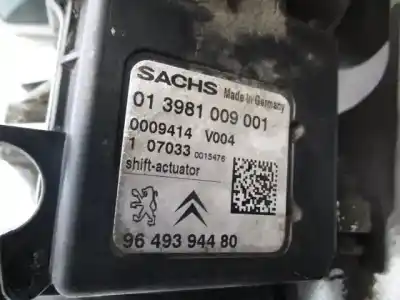 SACHS Made in Germany
01 3981 009 001
0009414 V004
1 07033 0015476
shift-actuator
96 493 944 80